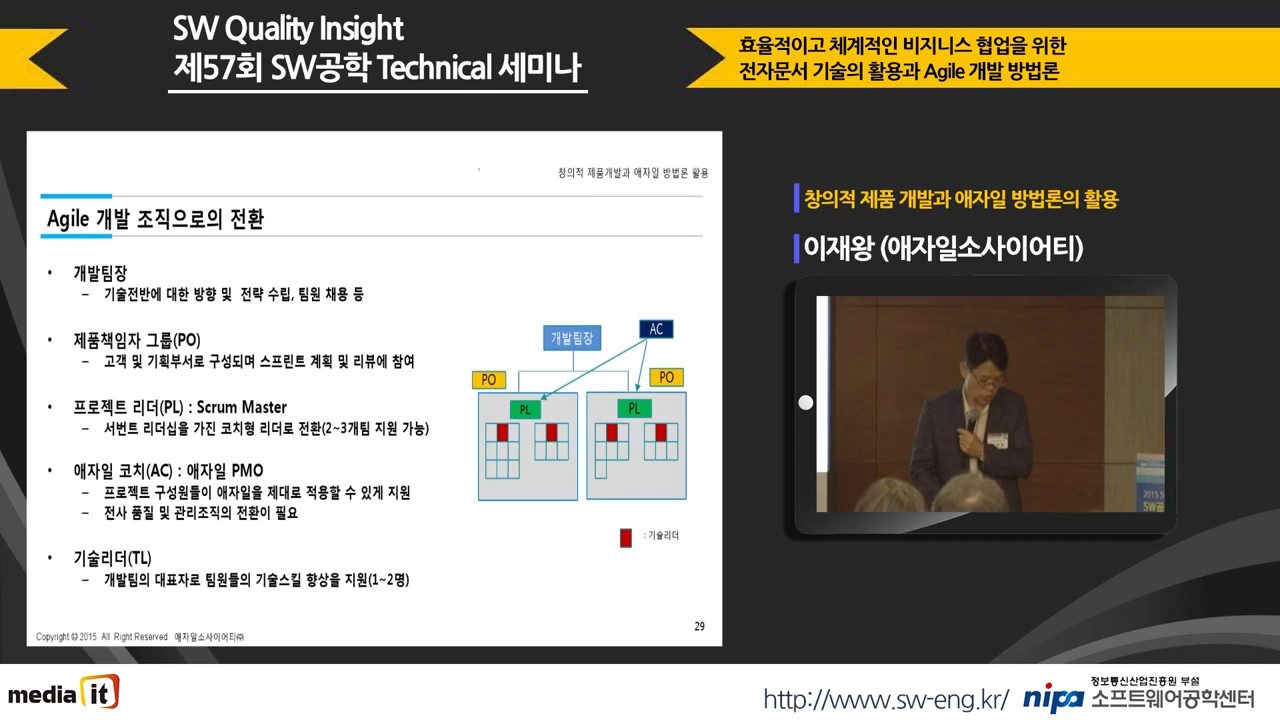 SW Quality Insight
제57회 SW공학 Technical 세미나
효율적이고 체계적인 비지니스 협업을 위한
전자문서 기술의 활용과 Agile 개발 방법론
창의적 제품개발과 애자일 방법론 활용
Agile 개발 조직으로의 전환
• 개발팀장
– 기술전반에 대한 방향 및 전략 수립, 팀원 채용 등
• 제품책임자 그룹(PO)
– 고객 및 기획부서로 구성되며 스프린트 계획 및 리뷰에 참여
• 프로젝트 리더(PL) : Scrum Master
– 서번트 리더십을 가진 코치형 리더로 전환(2~3개팀 지원 가능)
• 애자일 코치(AC) : 애자일 PMO
– 프로젝트 구성원들이 애자일을 제대로 적용할 수 있게 지원
– 전사 품질 및 관리조직의 전환이 필요
• 기술리더(TL)
– 개발팀의 대표자로 팀원들의 기술스킬 향상을 지원(1~2명)
개발팀장
AC
PO
PO
PL
PL
: 기술리더
29
Copyright © 2015 All Right Reserved 애자일소사이어티㈜
창의적 제품 개발과 애자일 방법론의 활용
이재왕 (애자일소사이어티)
2015 S
SW공
media it
http://www.sw-eng.kr/
nipa
정보통신산업진흥원 부설
소프트웨어공학센터